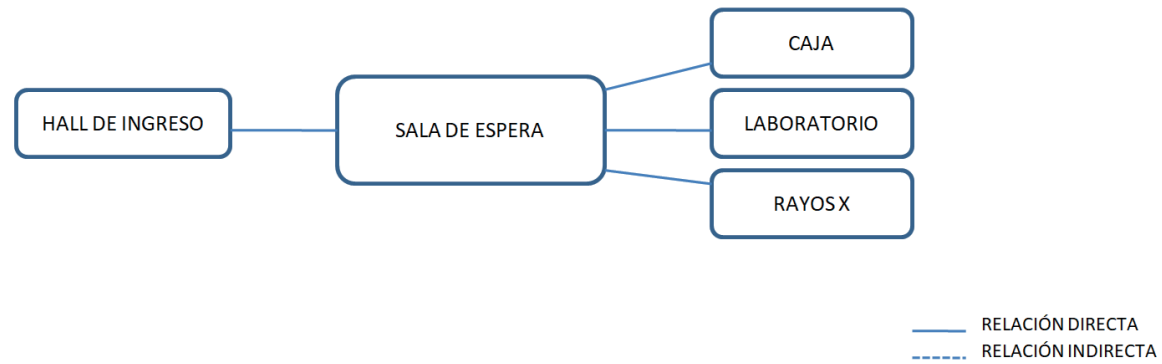 CAJA
HALL DE INGRESO
SALA DE ESPERA
LABORATORIO
RAYOS X
RELACIÓN DIRECTA
RELACIÓN INDIRECTA